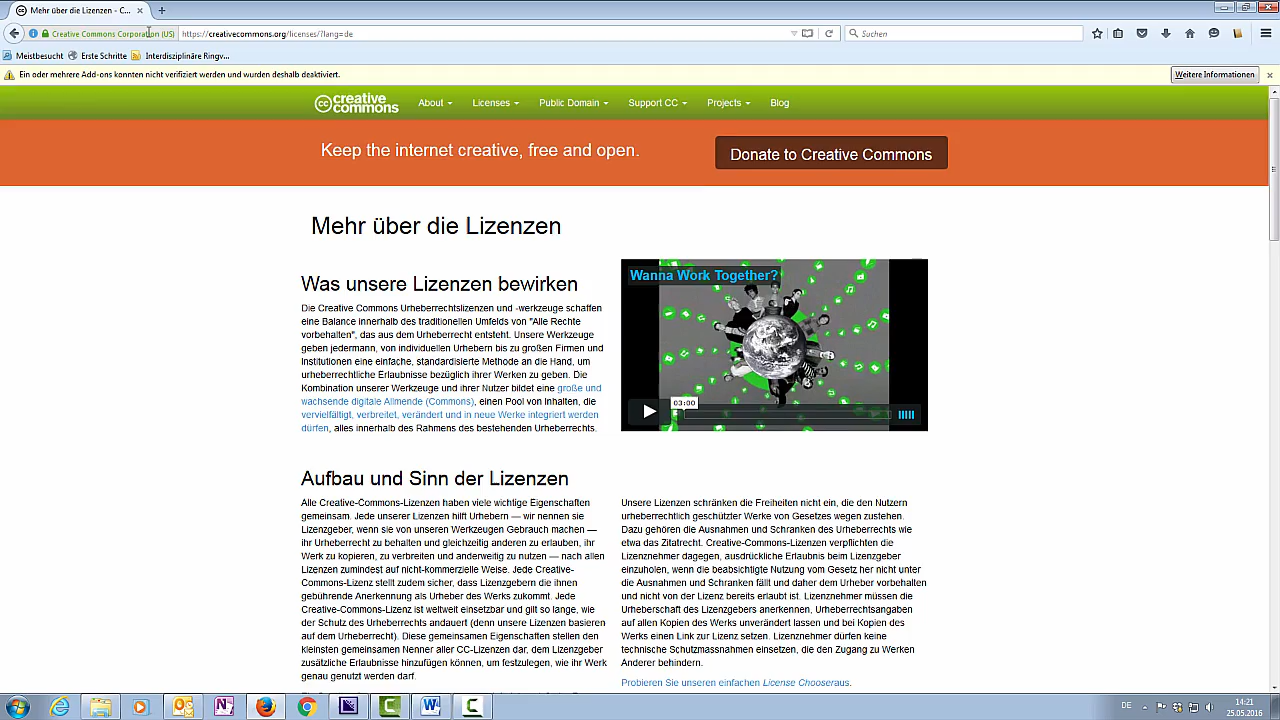 Mehr über die Lizenzen - C...
Creative Commons Corporation (US)
https://creativecommons.org/licenses/?lang=de
Suchen
Meistbesucht
Erste Schritte
Interdisziplinäre Ringv...
Ein oder mehrere Add-ons konnten nicht verifiziert werden und wurden deshalb deaktiviert.
Weitere Informationen
cc creative commons
About
Licenses
Public Domain
Support CC
Projects
Blog
Keep the internet creative, free and open.
Donate to Creative Commons
Mehr über die Lizenzen
Was unsere Lizenzen bewirken
Die Creative Commons Urheberrechtslizenzen und -werkzeuge schaffen
eine Balance innerhalb des traditionellen Umfelds von "Alle Rechte
vorbehalten", das aus dem Urheberrecht entsteht. Unsere Werkzeuge
geben jedermann, von individuellen Urhebern bis zu großen Firmen und
Institutionen eine einfache, standardisierte Methode an die Hand, um
urheberrechtliche Erlaubnisse bezüglich ihrer Werken zu geben. Die
Kombination unserer Werkzeuge und ihrer Nutzer bildet eine große und
wachsende digitale Allmende (Commons), einen Pool von Inhalten, die
vervielfältigt, verbreitet, verändert und in neue Werke integriert werden
dürfen, alles innerhalb des Rahmens des bestehenden Urheberrechts.
Wanna Work Together?
03:00
Aufbau und Sinn der Lizenzen
Alle Creative-Commons-Lizenzen haben viele wichtige Eigenschaften
gemeinsam. Jede unserer Lizenzen hilft Urhebern — wir nennen sie
Lizenzgeber, wenn sie von unseren Werkzeugen Gebrauch machen —
ihr Urheberrecht zu behalten und gleichzeitig anderen zu erlauben, ihr
Werk zu kopieren, zu verbreiten und anderweitig zu nutzen — nach allen
Lizenzen zumindest auf nicht-kommerzielle Weise. Jede Creative-
Commons-Lizenz stellt zudem sicher, dass Lizenzgebern die ihnen
gebührende Anerkennung als Urheber des Werks zukommt. Jede
Creative-Commons-Lizenz ist weltweit einsetzbar und gilt so lange, wie
der Schutz des Urheberrechts andauert (denn unsere Lizenzen basieren
auf dem Urheberrecht). Diese gemeinsamen Eigenschaften stellen den
kleinsten gemeinsamen Nenner aller CC-Lizenzen dar, dem Lizenzgeber
zusätzliche Erlaubnisse hinzufügen können, um festzulegen, wie ihr Werk
genau genutzt werden darf.
Unsere Lizenzen schränken die Freiheiten nicht ein, die den Nutzern
urheberrechtlich geschützter Werke von Gesetzes wegen zustehen.
Dazu gehören die Ausnahmen und Schranken des Urheberrechts wie
etwa das Zitatrecht. Creative-Commons-Lizenzen verpflichten die
Lizenznehmer dagegen, ausdrückliche Erlaubnis beim Lizenzgeber
einzuholen, wenn die beabsichtigte Nutzung vom Gesetz her nicht unter
die Ausnahmen und Schranken fällt und daher dem Urheber vorbehalten
und nicht von der Lizenz bereits erlaubt ist. Lizenznehmer müssen die
Urheberschaft des Lizenzgebers anerkennen, Urheberrechtsangaben
auf allen Kopien des Werks unverändert lassen und bei Kopien des
Werks einen Link zur Lizenz setzen. Lizenznehmer dürfen keine
technische Schutzmassnahmen einsetzen, die den Zugang zu Werken
Anderer behindern.
Probieren Sie unseren einfachen License Chooseraus.
DE
14:21
25.05.2016